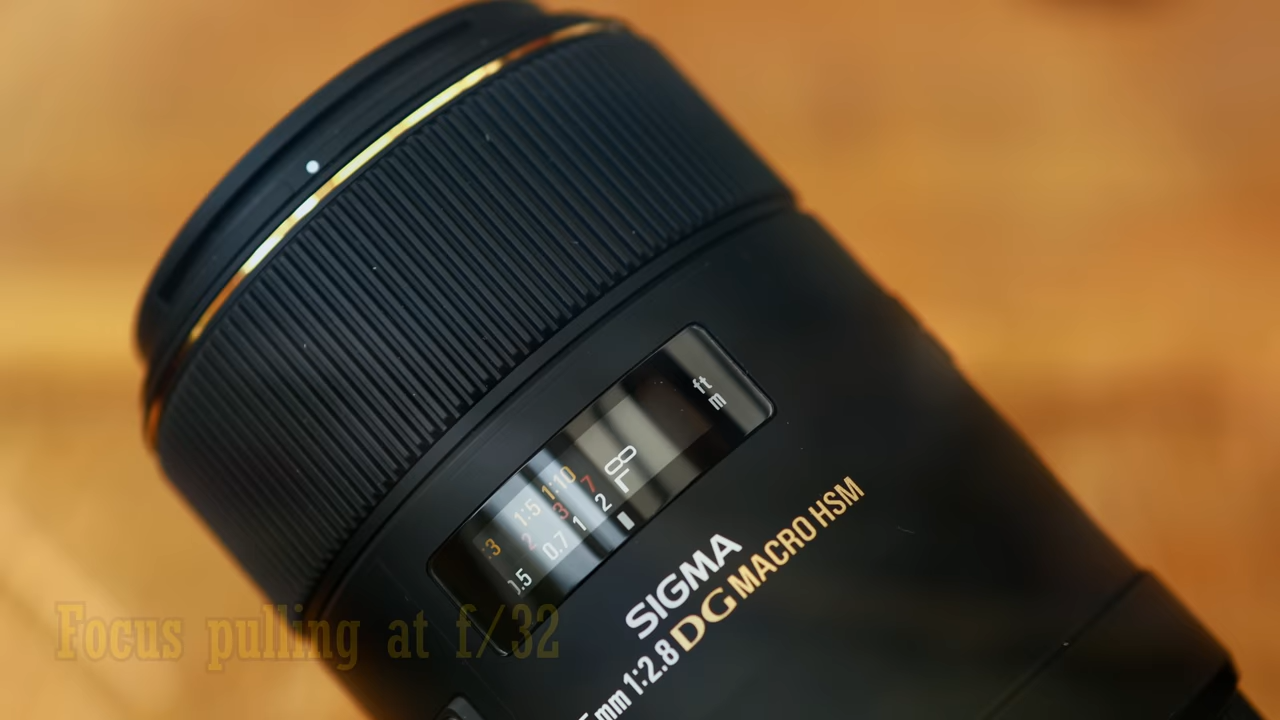 ft
m
∞
1:5 1:10
2 3 7
0.7 1 2
SIGMA
mm 1:2.8 DG MACRO HSM
Focus pulling at f/32